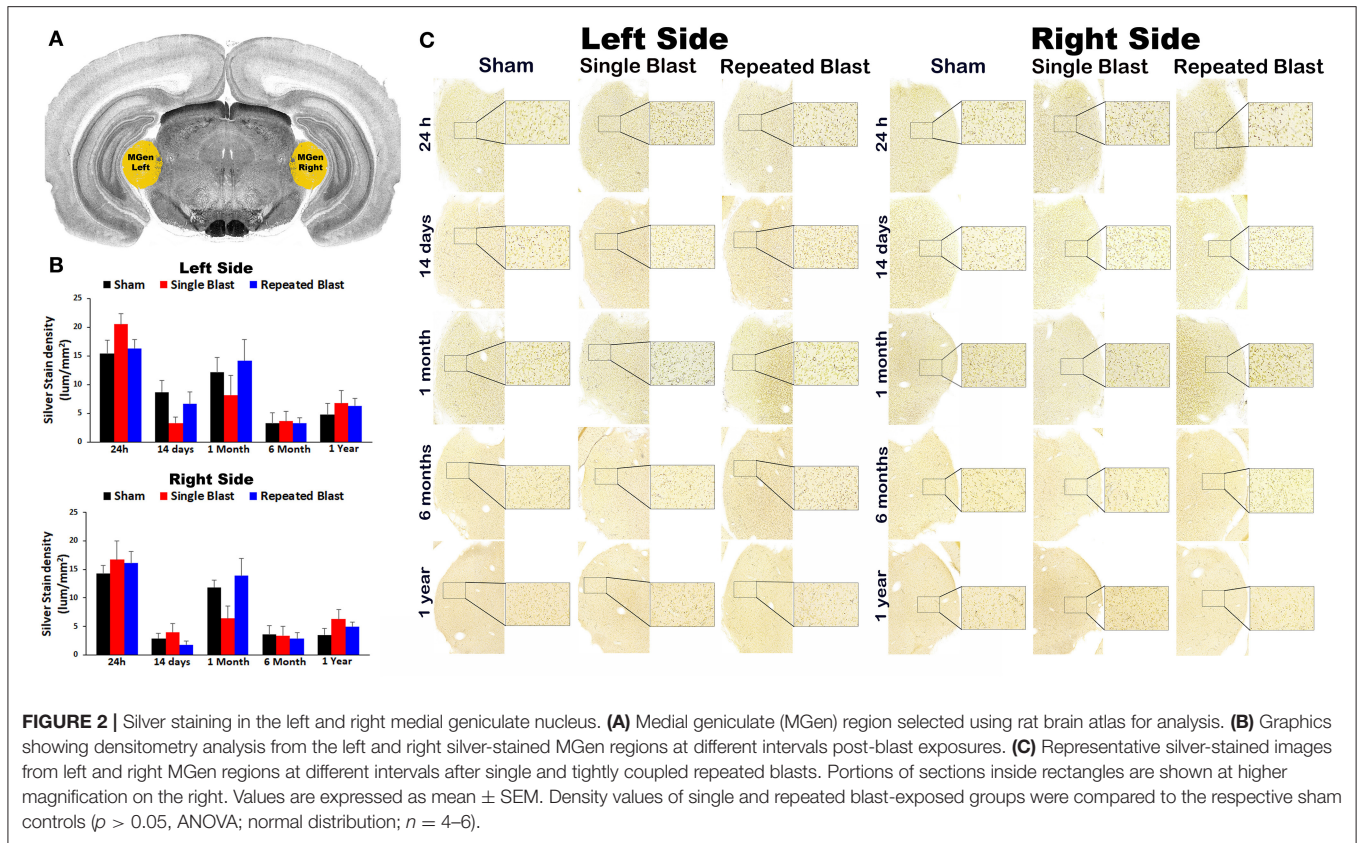 A
MGen
Left
MGen
Right
B
Left Side
Sham Single Blast Repeated Blast
Silver Stain density
(lum/mm²)
25
20
15
10
5
0
24h 14 days 1 Month 6 Month 1 Year
Right Side
Sham Single Blast Repeated Blast
Silver Stain density
(lum/mm²)
25
20
15
10
5
0
24h 14 days 1 Month 6 Month 1 Year
C
Left Side Right Side
Sham Single Blast Repeated Blast Sham Single Blast Repeated Blast
24 h 24 h
14 days 14 days
1 month 1 month
6 months 6 months
1 year 1 year
FIGURE 2 | Silver staining in the left and right medial geniculate nucleus. (A) Medial geniculate (MGen) region selected using rat brain atlas for analysis. (B) Graphics
showing densitometry analysis from the left and right silver-stained MGen regions at different intervals post-blast exposures. (C) Representative silver-stained images
from left and right MGen regions at different intervals after single and tightly coupled repeated blasts. Portions of sections inside rectangles are shown at higher
magnification on the right. Values are expressed as mean ± SEM. Density values of single and repeated blast-exposed groups were compared to the respective sham
controls (p > 0.05, ANOVA; normal distribution; n = 4–6).